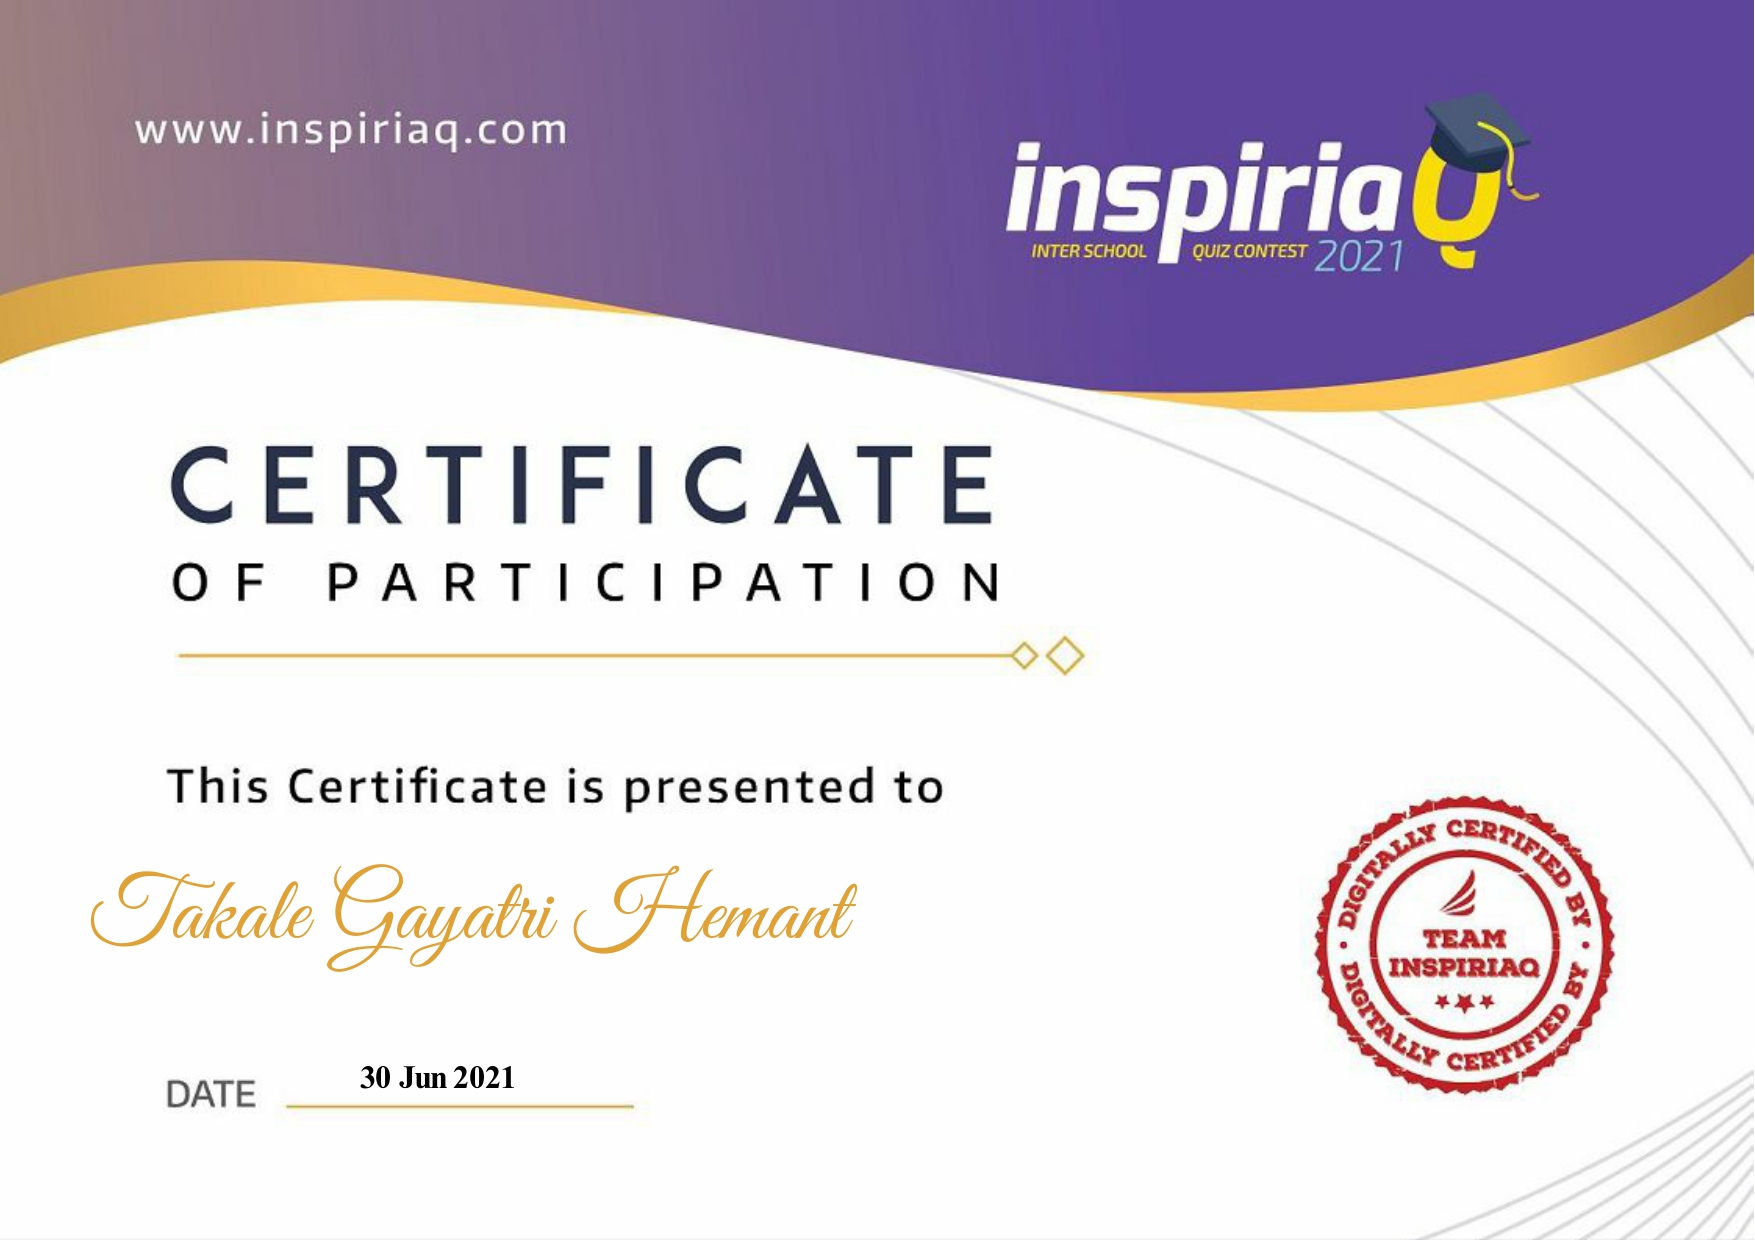 www.inspiriaq.com
inspiriaQ
INTER SCHOOL QUIZ CONTEST 2021
CERTIFICATE
OF PARTICIPATION
This Certificate is presented to
Takale Gayatri Hemant
DIGITALLY CERTIFIED BY
TEAM
INSPIRIAQ
DIGITALLY CERTIFIED BY
30 Jun 2021
DATE